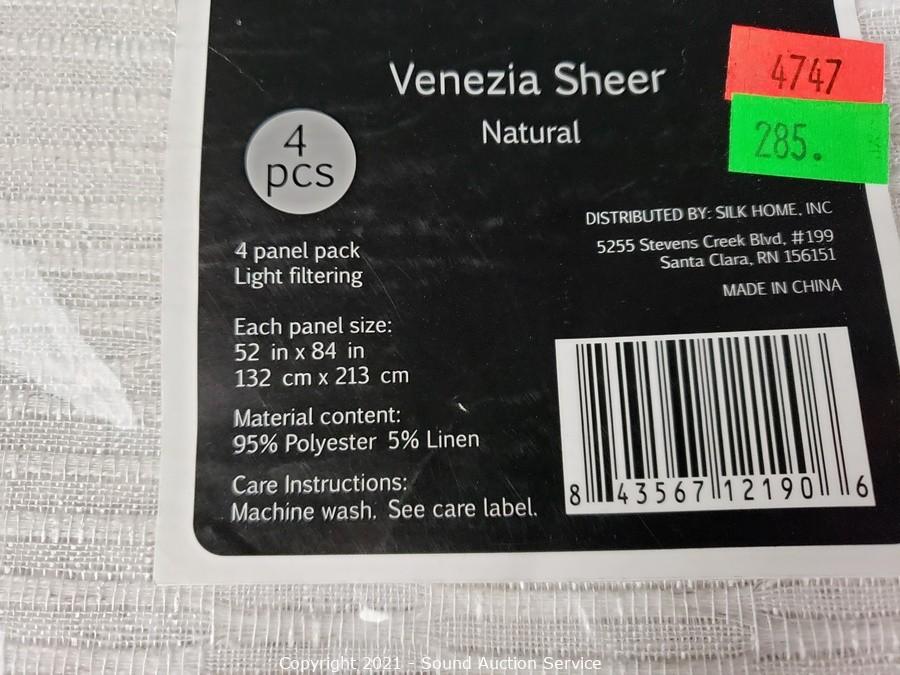 Venezia Sheer
Natural
4747
285.
4
pcs
4 panel pack
Light filtering
Each panel size:
52 in x 84 in
132 cm x 213 cm
Material content:
95% Polyester 5% Linen
Care Instructions:
Machine wash. See care label.
DISTRIBUTED BY: SILK HOME, INC
5255 Stevens Creek Blvd, #199
Santa Clara, RN 156151
MADE IN CHINA
8 43567 12190 6
Copyright 2021 - Sound Auction Service